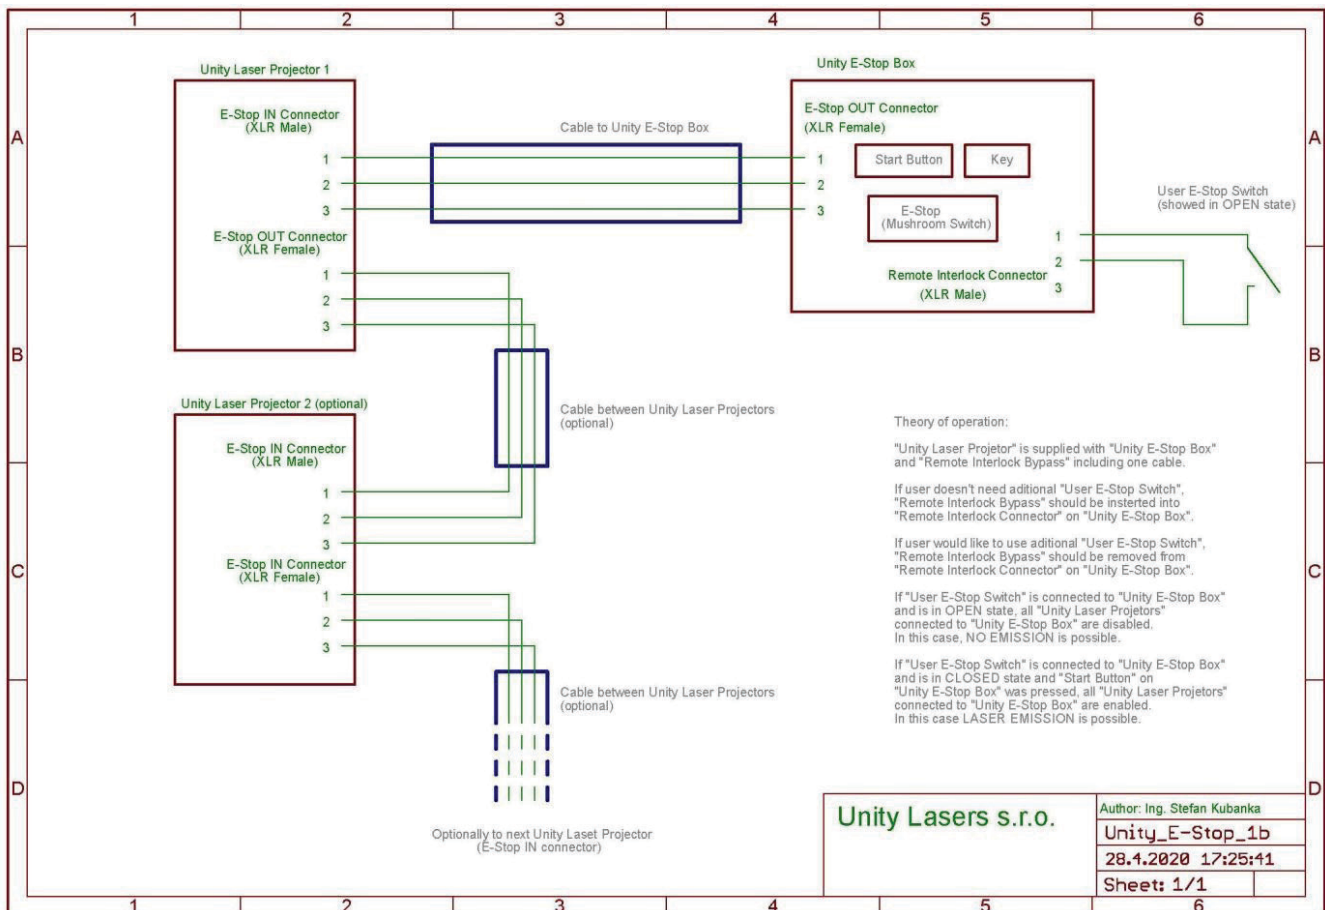 1 2 3 4 5 6
A
B
C
D
A
B
C
D
Unity Laser Projector 1
E-Stop IN Connector
(XLR Male)
1
2
3
E-Stop OUT Connector
(XLR Female)
1
2
3
Cable to Unity E-Stop Box
Unity E-Stop Box
E-Stop OUT Connector
(XLR Female)
1
2
3
Start Button
Key
E-Stop
(Mushroom Switch)
1
2
3
Remote Interlock Connector
(XLR Male)
User E-Stop Switch
(showed in OPEN state)
Cable between Unity Laser Projectors
(optional)
Unity Laser Projector 2 (optional)
E-Stop IN Connector
(XLR Male)
1
2
3
E-Stop IN Connector
(XLR Female)
1
2
3
Cable between Unity Laser Projectors
(optional)
Optionally to next Unity Laset Projector
(E-Stop IN connector)
Theory of operation:
"Unity Laser Projetor" is supplied with "Unity E-Stop Box"
and "Remote Interlock Bypass" including one cable.
If user doesn't need aditional "User E-Stop Switch",
"Remote Interlock Bypass" should be insterted into
"Remote Interlock Connector" on "Unity E-Stop Box".
If user would like to use aditional "User E-Stop Switch",
"Remote Interlock Bypass" should be removed from
"Remote Interlock Connector" on "Unity E-Stop Box".
If "User E-Stop Switch" is connected to "Unity E-Stop Box"
and is in OPEN state, all "Unity Laser Projetors"
connected to "Unity E-Stop Box" are disabled.
In this case, NO EMISSION is possible.
If "User E-Stop Switch" is connected to "Unity E-Stop Box"
and is in CLOSED state and "Start Button" on
"Unity E-Stop Box" was pressed, all "Unity Laser Projetors"
connected to "Unity E-Stop Box" are enabled.
In this case LASER EMISSION is possible.
Unity Lasers s.r.o.
Author: Ing. Stefan Kubanka
Unity_E-Stop_1b
28.4.2020 17:25:41
Sheet: 1/1
1 2 3 4 5 6